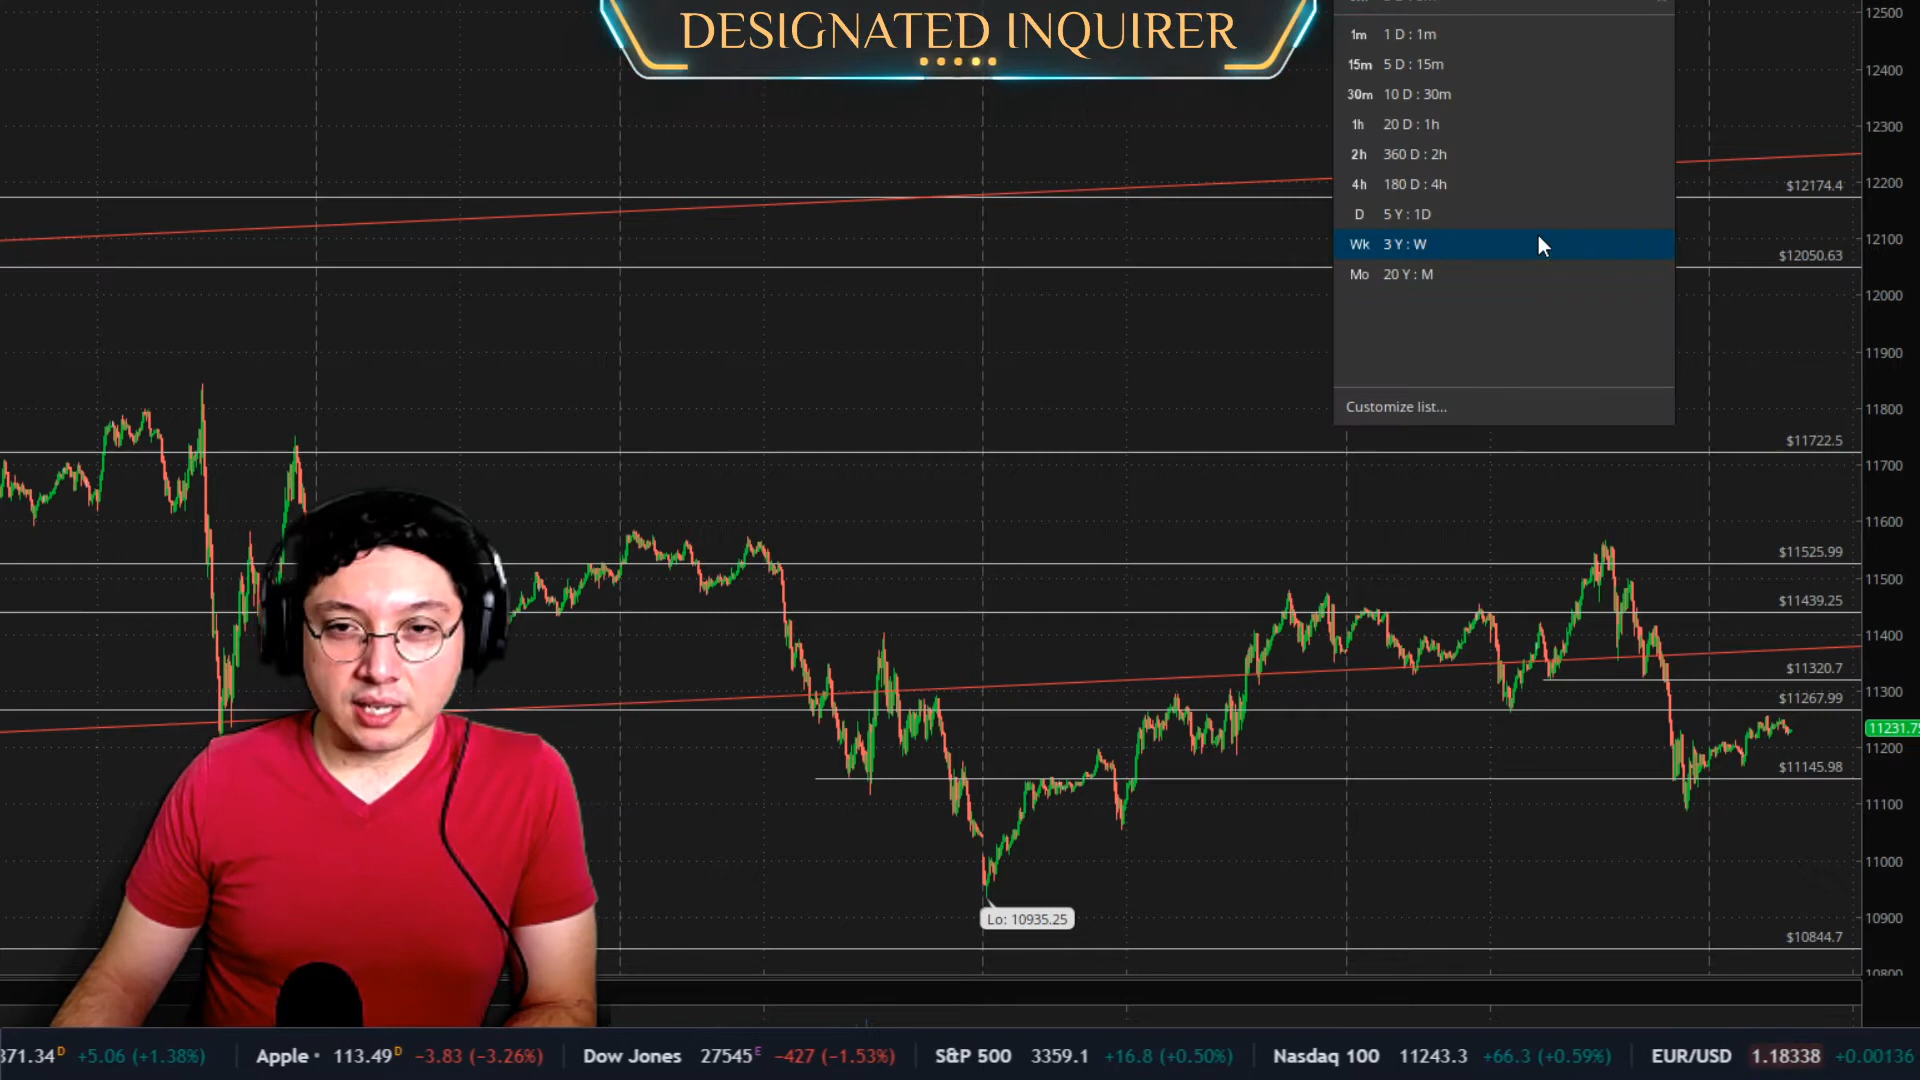 DESIGNATED INQUIRER
1m 1 D : 1m
15m 5 D : 15m
30m 10 D : 30m
1h 20 D : 1h
2h 360 D : 2h
4h 180 D : 4h
D 5 Y : 1D
Wk 3 Y : W
Mo 20 Y : M
Customize list...
12500
12400
12300
12200
12100
12000
11900
11800
11700
11600
11500
11400
11300
11231.75
11200
11100
11000
10900
10800
$12174.4
$12050.63
$11722.5
$11525.99
$11439.25
$11320.7
$11267.99
$11145.98
$10844.7
Lo: 10935.25
371.34 D +5.06 (+1.38%) Apple • 113.49 D −3.83 (−3.26%) Dow Jones 27545 E −427 (−1.53%) S&P 500 3359.1 +16.8 (+0.50%) Nasdaq 100 11243.3 +66.3 (+0.59%) EUR/USD 1.18338 +0.00136